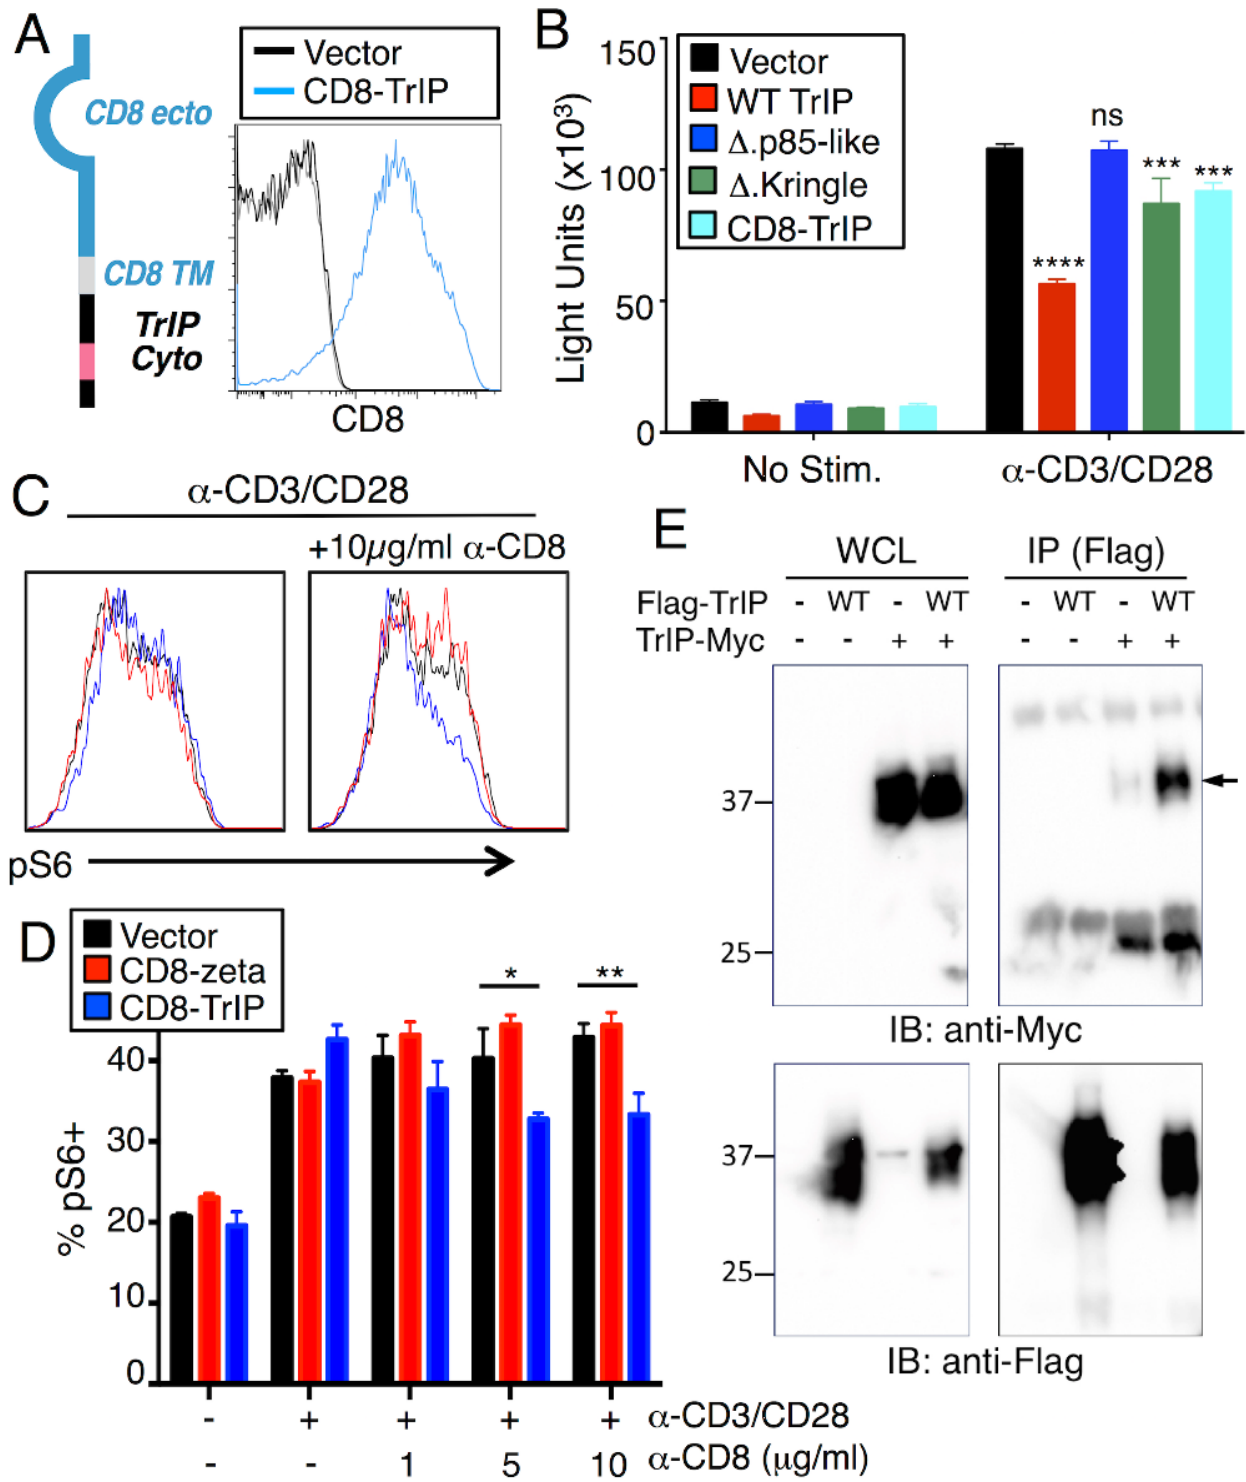 A
CD8 ecto
CD8 TM
TrIP
Cyto
Vector
CD8-TrIP
CD8
B
Light Units (x10³)
150
100
50
0
Vector
WT TrIP
Δ.p85-like
Δ.Kringle
CD8-TrIP
ns
****
***
***
No Stim.
α-CD3/CD28
C
α-CD3/CD28
+10µg/ml α-CD8
pS6
D
Vector
CD8-zeta
CD8-TrIP
% pS6+
40
30
20
10
0
*
**
- + + + + α-CD3/CD28
- - 1 5 10 α-CD8 (µg/ml)
E
WCL
IP (Flag)
Flag-TrIP - WT - WT - WT - WT
TrIP-Myc - - + + - - + +
37
25
IB: anti-Myc
37
25
IB: anti-Flag